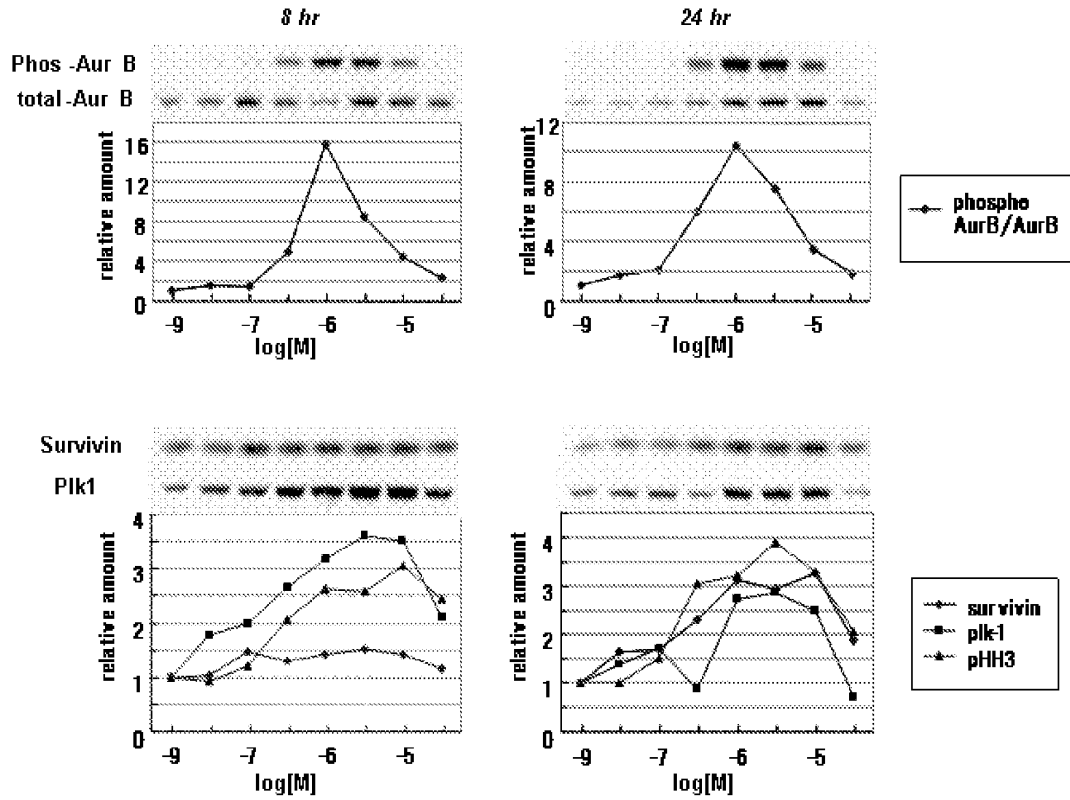 8 hr
24 hr
Phos -Aur B
total -Aur B
relative amount
16
12
8
4
0
-9
-7
-6
-5
log[M]
relative amount
12
8
4
0
-9
-7
-6
-5
log[M]
phospho
AurB/AurB
Survivin
Plk1
relative amount
4
3
2
1
0
-9
-7
-6
-5
log[M]
relative amount
4
3
2
1
0
-9
-7
-6
-5
log[M]
survivin
plk-1
pHH3